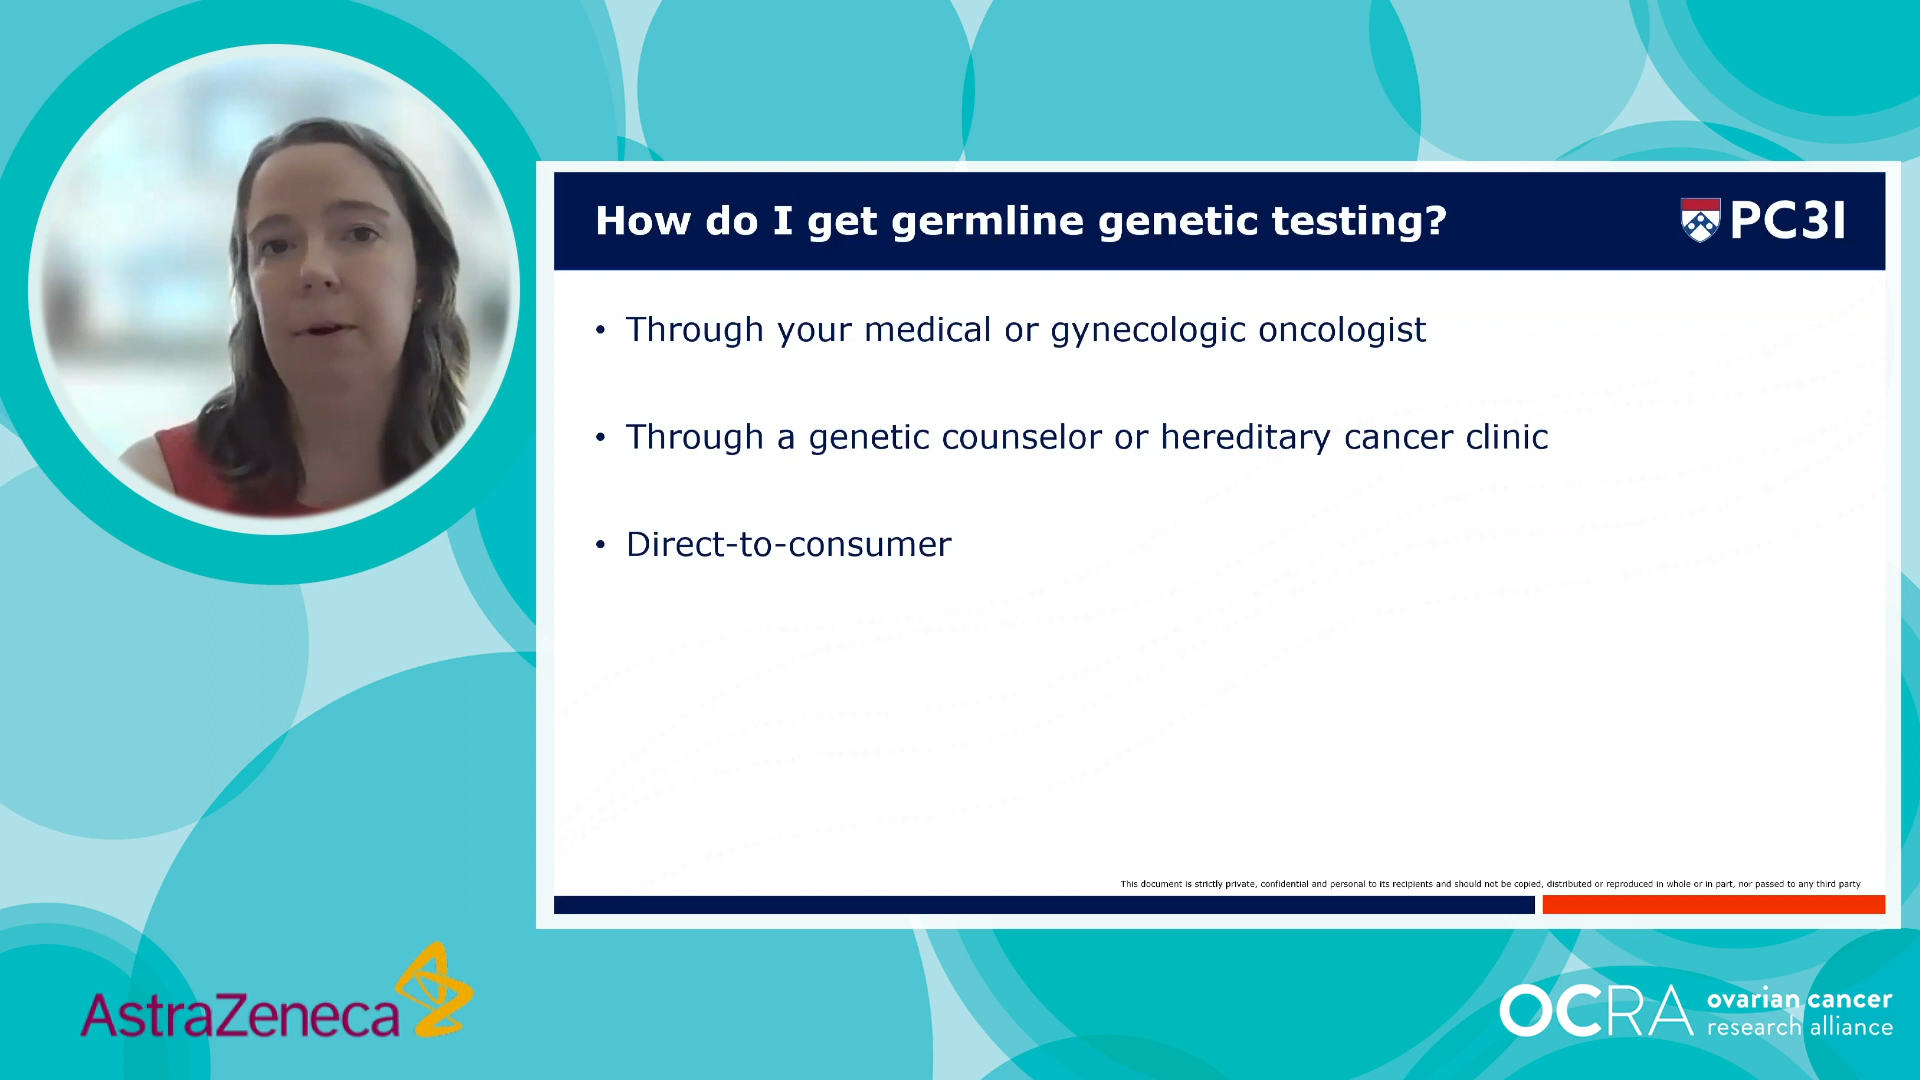 How do I get germline genetic testing?
PC3I
• Through your medical or gynecologic oncologist
• Through a genetic counselor or hereditary cancer clinic
• Direct-to-consumer
This document is strictly private, confidential and personal to its recipients and should not be copied, distributed or reproduced in whole or in part, nor passed to any third party
AstraZeneca
OCRA
ovarian cancer
research alliance